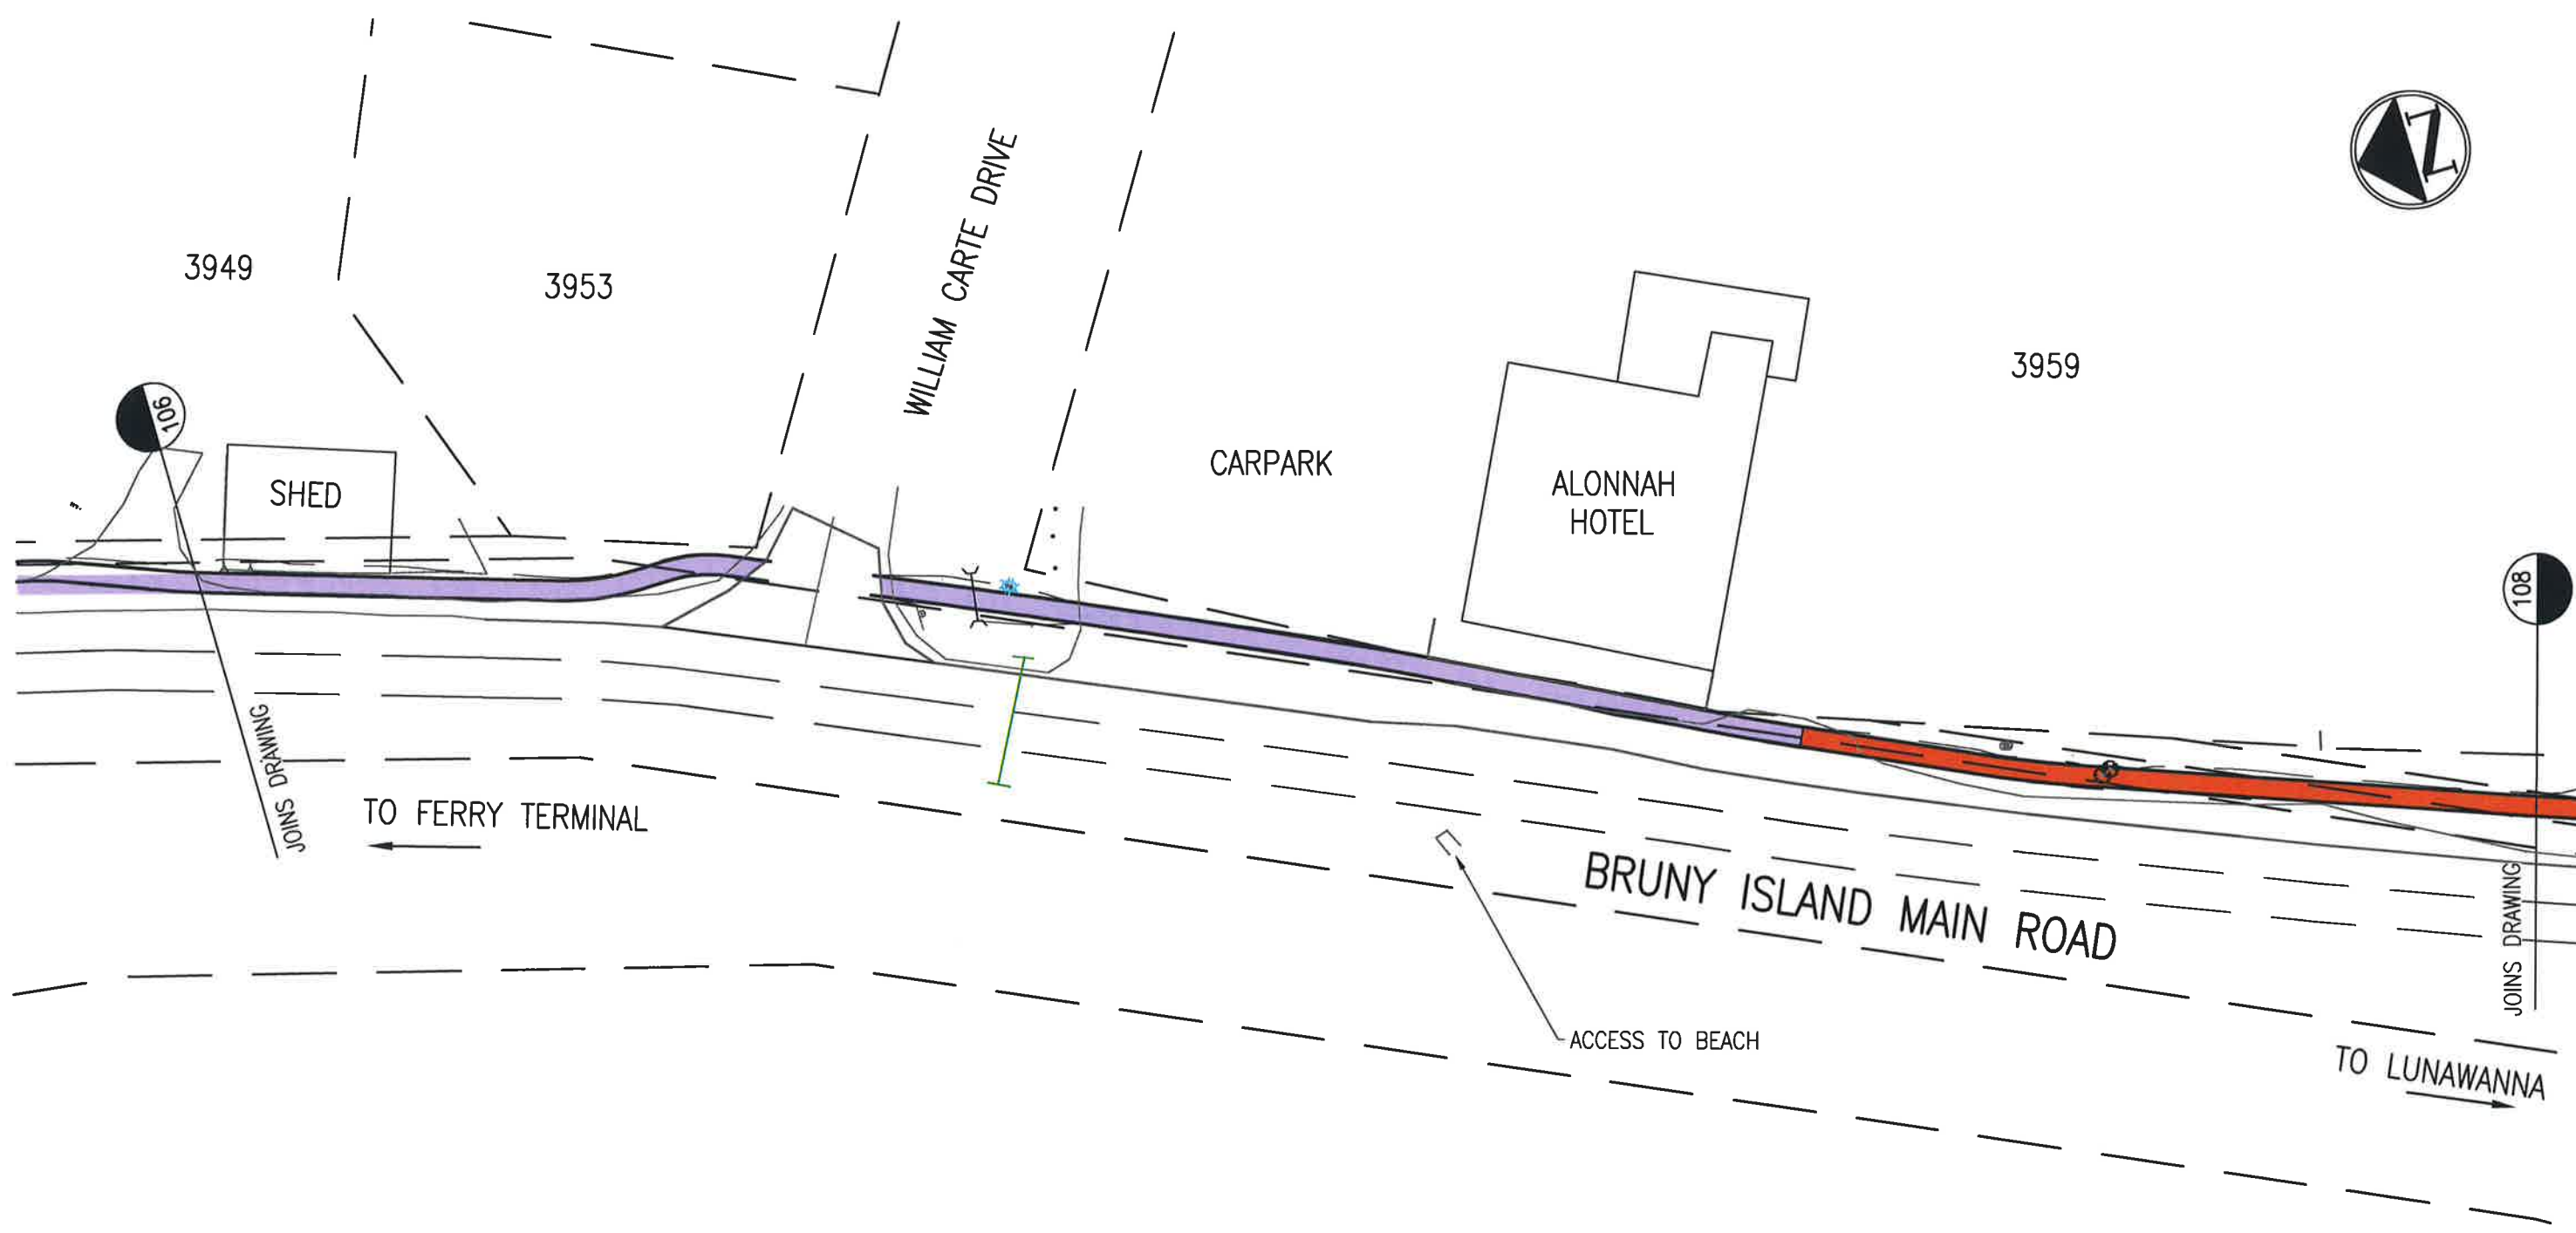 N
3949
3953
WILLIAM CARTE DRIVE
3959
106
SHED
CARPARK
ALONNAH
HOTEL
108
JOINS DRAWING
TO FERRY TERMINAL
BRUNY ISLAND MAIN ROAD
JOINS DRAWING
ACCESS TO BEACH
TO LUNAWANNA